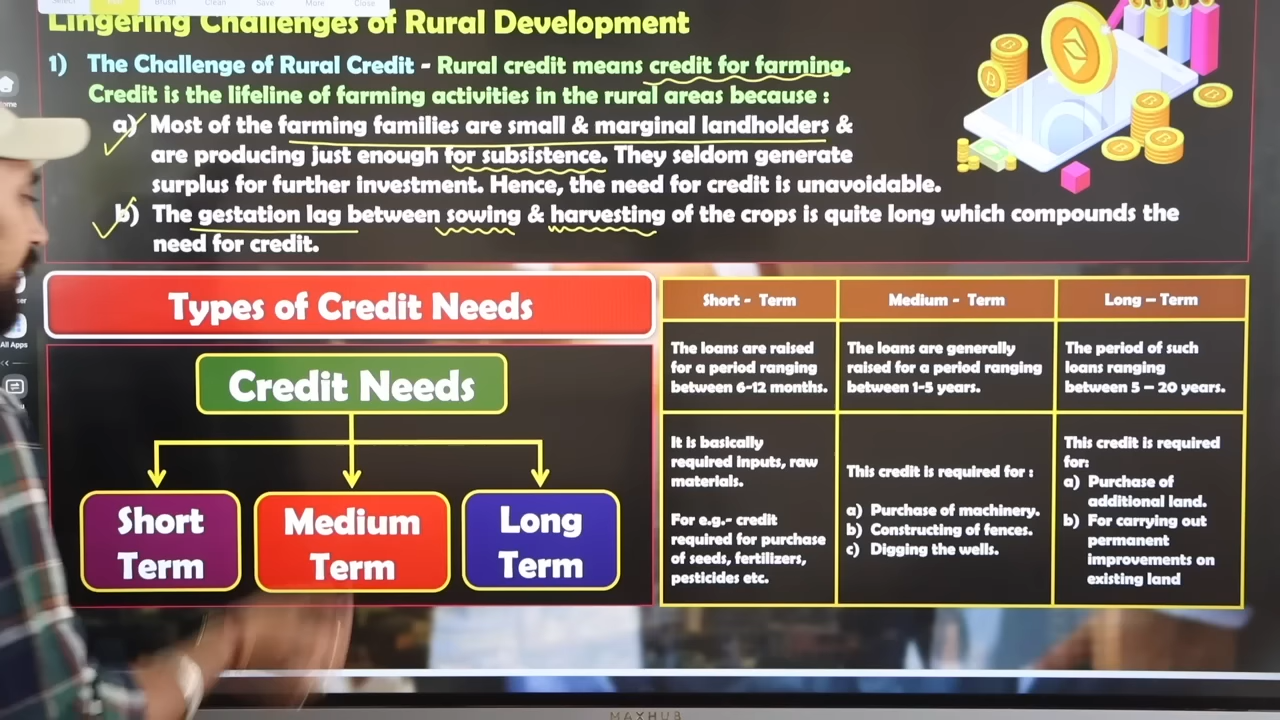 Select
Brush
Clean
Save
More
Close
Lingering Challenges of Rural Development
1) The Challenge of Rural Credit - Rural credit means credit for farming.
Credit is the lifeline of farming activities in the rural areas because :
a) Most of the farming families are small & marginal landholders &
are producing just enough for subsistence. They seldom generate
surplus for further investment. Hence, the need for credit is unavoidable.
b) The gestation lag between sowing & harvesting of the crops is quite long which compounds the
need for credit.
Types of Credit Needs
Credit Needs
Short
Term
Medium
Term
Long
Term
Short - Term
Medium - Term
Long – Term
The loans are raised
for a period ranging
between 6-12 months.
The loans are generally
raised for a period ranging
between 1-5 years.
The period of such
loans ranging
between 5 – 20 years.
It is basically
required inputs, raw
materials.
For e.g.- credit
required for purchase
of seeds, fertilizers,
pesticides etc.
This credit is required for :
a) Purchase of machinery.
b) Constructing of fences.
c) Digging the wells.
This credit is required
for:
a) Purchase of
additional land.
b) For carrying out
permanent
improvements on
existing land
All Apps
MAXHUB